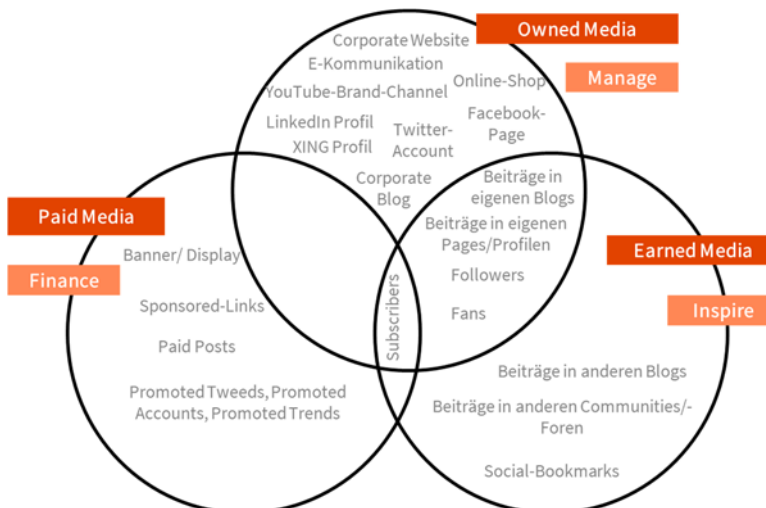 Owned Media
Manage
Corporate Website
E-Kommunikation
YouTube-Brand-Channel
Online-Shop
LinkedIn Profil
XING Profil
Twitter-
Account
Facebook-
Page
Corporate
Blog
Beiträge in
eigenen Blogs
Beiträge in eigenen
Pages/Profilen
Followers
Fans
Subscribers
Paid Media
Finance
Banner/ Display
Sponsored-Links
Paid Posts
Promoted Tweeds, Promoted
Accounts, Promoted Trends
Earned Media
Inspire
Beiträge in anderen Blogs
Beiträge in anderen Communities/-
Foren
Social-Bookmarks